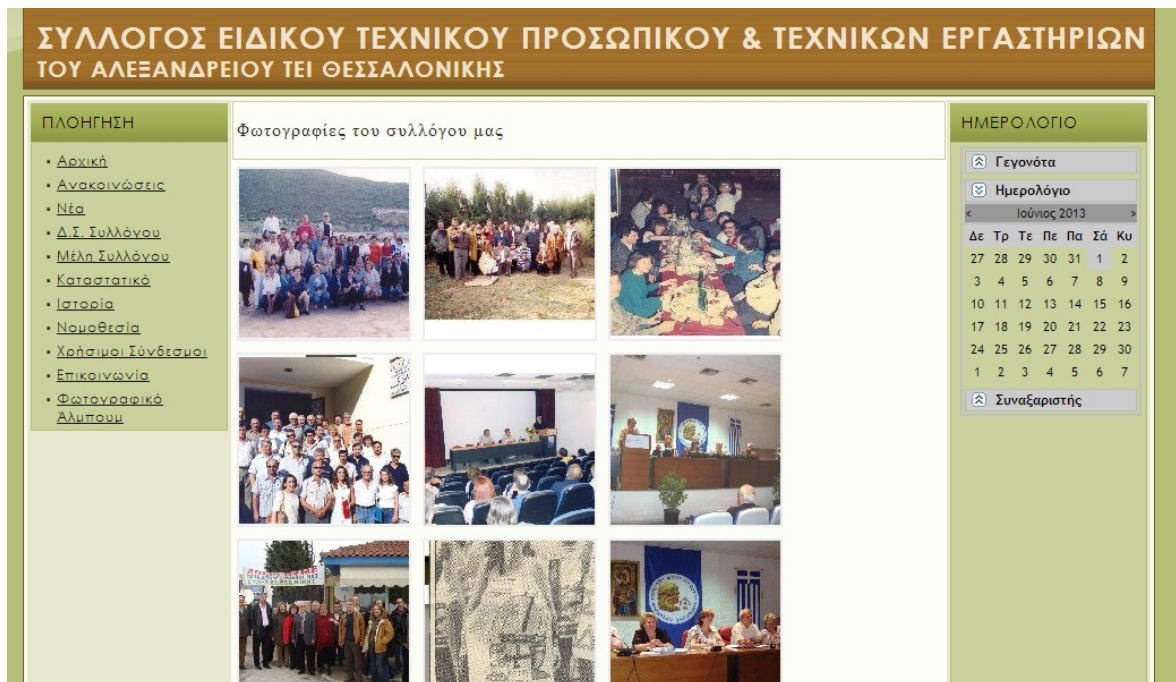 ΣΥΛΛΟΓΟΣ ΕΙΔΙΚΟΥ ΤΕΧΝΙΚΟΥ ΠΡΟΣΩΠΙΚΟΥ & ΤΕΧΝΙΚΩΝ ΕΡΓΑΣΤΗΡΙΩΝ
ΤΟΥ ΑΛΕΞΑΝΔΡΕΙΟΥ ΤΕΙ ΘΕΣΣΑΛΟΝΙΚΗΣ
ΠΛΟΗΓΗΣΗ
Αρχική
Ανακοινώσεις
Νέα
Δ.Σ. Συλλόγου
Μέλη Συλλόγου
Καταστατικό
Ιστορία
Νομοθεσία
Χρήσιμοι Σύνδεσμοι
Επικοινωνία
Φωτογραφικό
Άλμπουμ
Φωτογραφίες του συλλόγου μας
ΗΜΕΡΟΛΟΓΙΟ
Γεγονότα
Ημερολόγιο
< Ιούνιος 2013 >
Δε Τρ Τε Πε Πα Σά Κυ
27 28 29 30 31 1 2
3 4 5 6 7 8 9
10 11 12 13 14 15 16
17 18 19 20 21 22 23
24 25 26 27 28 29 30
1 2 3 4 5 6 7
Συναξαριστής